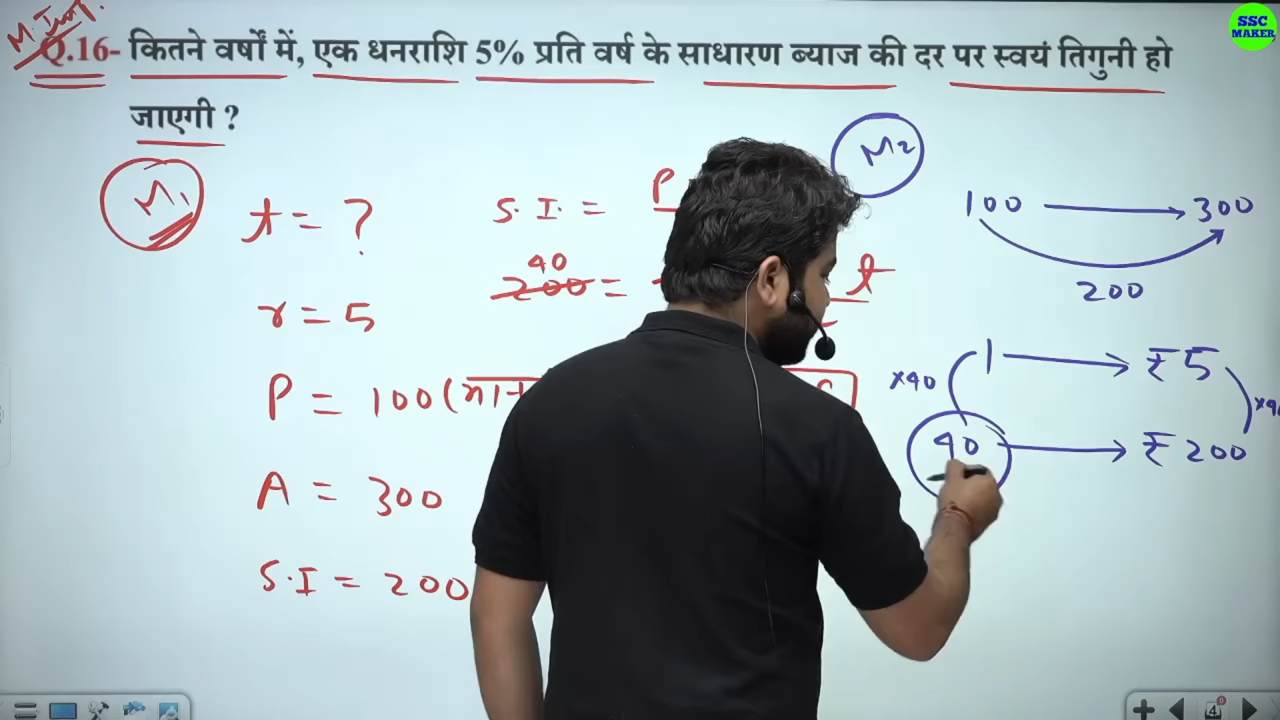 M. Imp.
SSC MAKER
Q.16- कितने वर्षों में, एक धनराशि 5% प्रति वर्ष के साधारण ब्याज की दर पर स्वयं तिगुनी हो
जाएगी ?
M1
t = ?
S.I. = P
M2
100 → 300
200
40
200 = t
r = 5
1 → ₹5
×40
P = 100 (माना
40 → ₹200
A = 300
S.I = 200
4